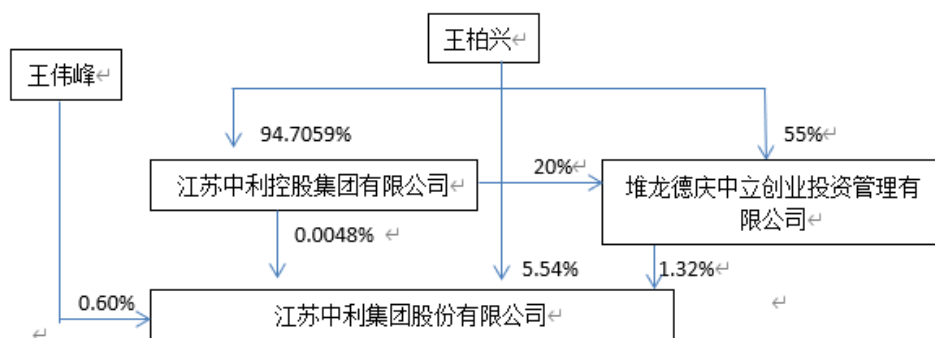 王柏兴
王伟峰
94.7059%
55%
江苏中利控股集团有限公司
20%
堆龙德庆中立创业投资管理有
限公司
0.0048%
5.54%
1.32%
0.60%
江苏中利集团股份有限公司